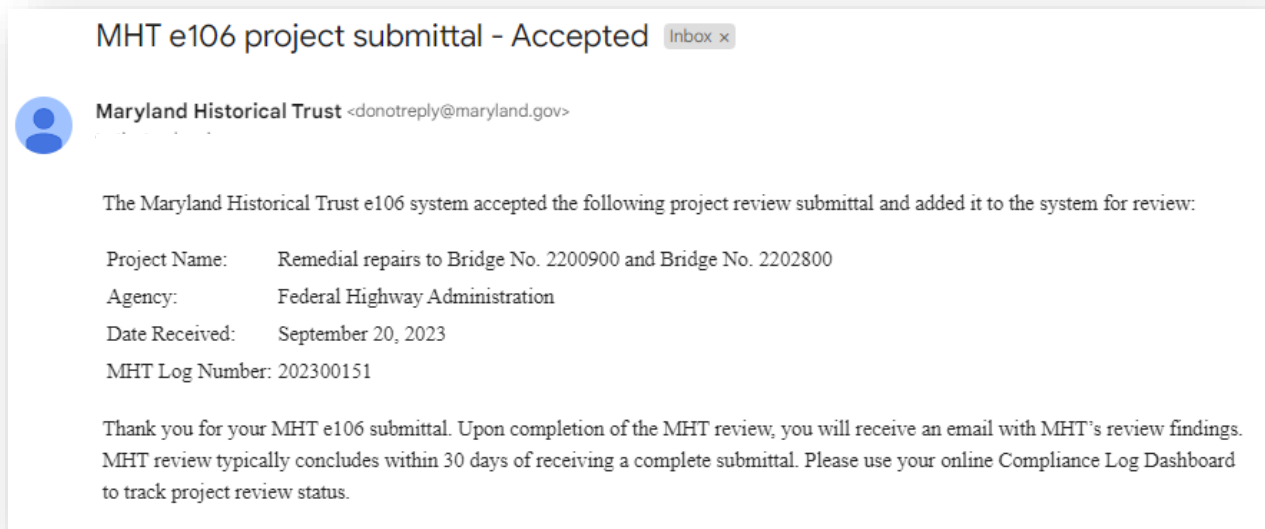 MHT e106 project submittal - Accepted Inbox ×
Maryland Historical Trust <donotreply@maryland.gov>
The Maryland Historical Trust e106 system accepted the following project review submittal and added it to the system for review:
Project Name: Remedial repairs to Bridge No. 2200900 and Bridge No. 2202800
Agency: Federal Highway Administration
Date Received: September 20, 2023
MHT Log Number: 202300151
Thank you for your MHT e106 submittal. Upon completion of the MHT review, you will receive an email with MHT's review findings.
MHT review typically concludes within 30 days of receiving a complete submittal. Please use your online Compliance Log Dashboard
to track project review status.